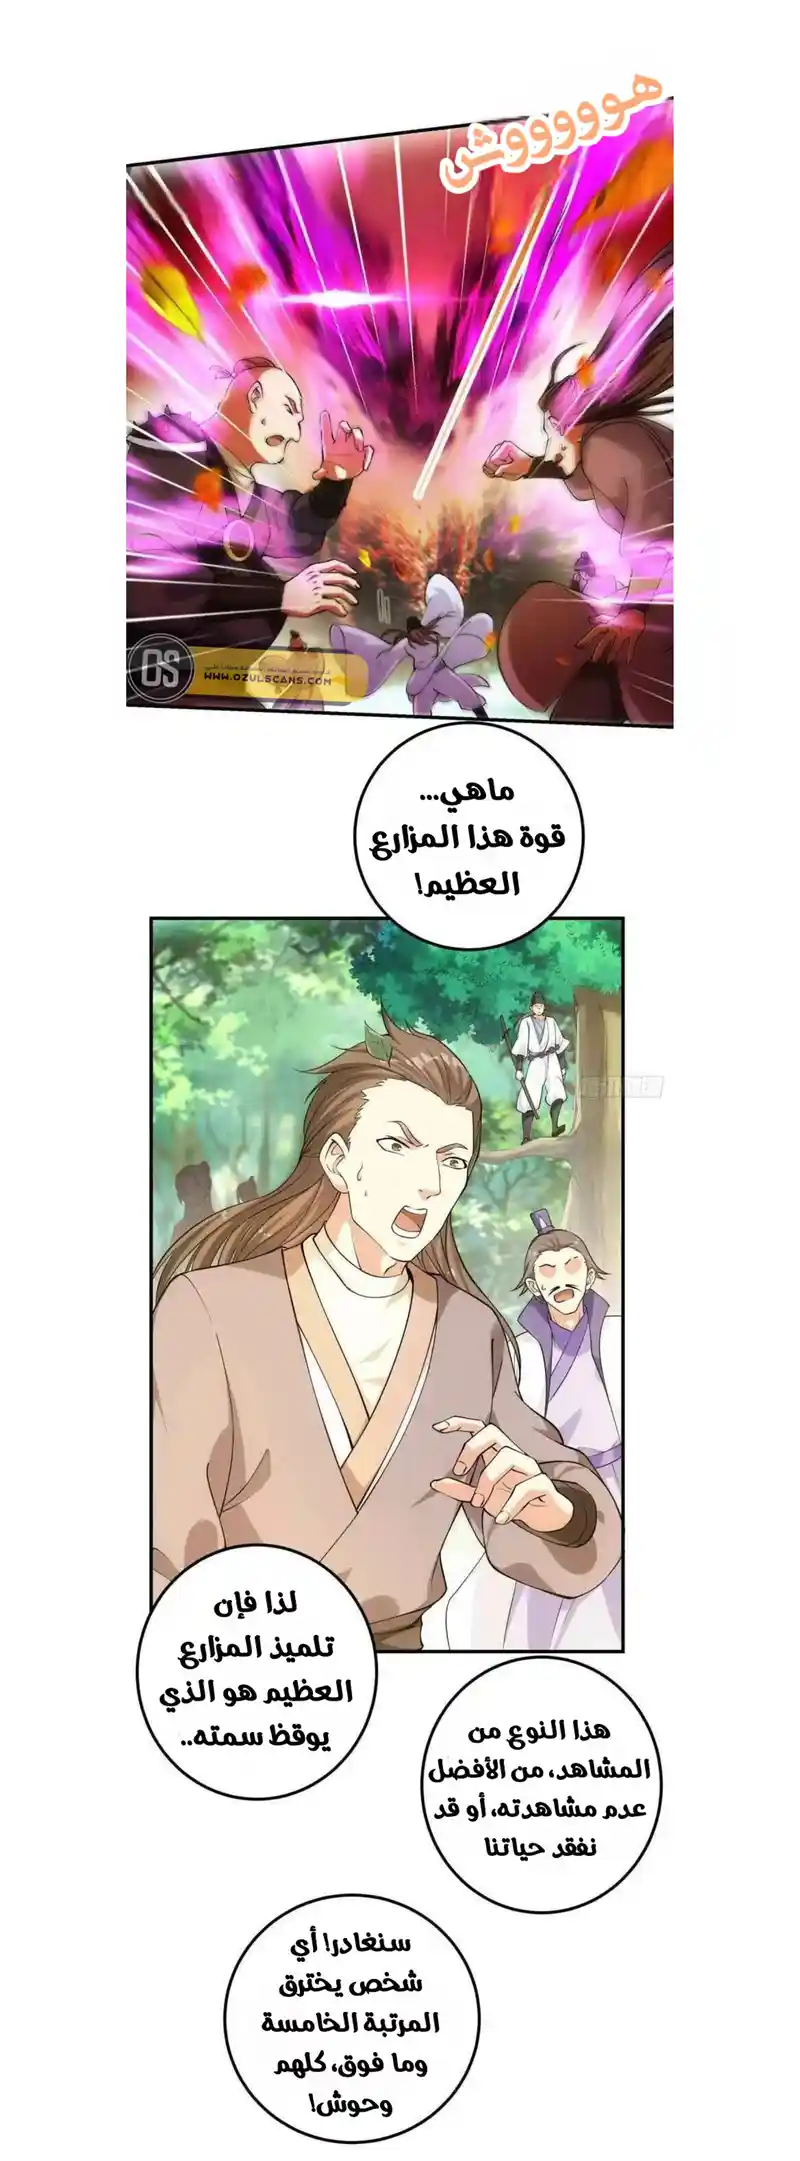 هوووووش
OS
WWW.OZULSCANS.COM
ماهي...
قوة هذا المزارع
العظيم!
لذا فإن
تلميذ المزارع
العظيم هو الذي
يوقظ سمته..
هذا النوع من
المشاهد، من الأفضل
عدم مشاهدته، أو قد
نفقد حياتنا
سنغادر! أي
شخص يخترق
المرتبة الخامسة
وما فوق، كلهم
وحوش!